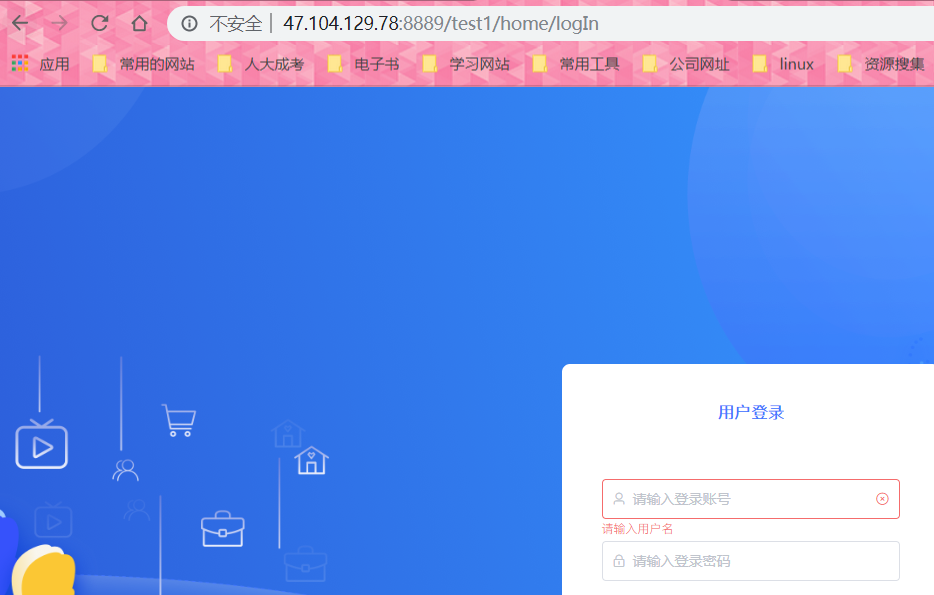 不安全 | 47.104.129.78:8889/test1/home/logIn
应用 常用的网站 人大成考 电子书 学习网站 常用工具 公司网址 linux 资源搜集
用户登录
请输入登录账号
请输入用户名
请输入登录密码